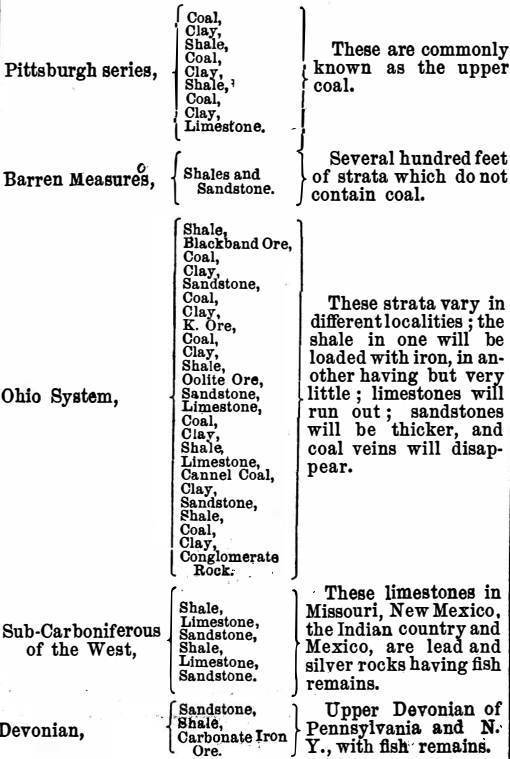 Pittsburgh series,
Coal,
Clay,
Shale,
Coal,
Clay,
Shale,
Coal,
Clay,
Limestone.
These are commonly
known as the upper
coal.
Barren Measures,
Shales and
Sandstone.
Several hundred feet
of strata which do not
contain coal.
Ohio System,
Shale,
Blackband Ore,
Coal,
Clay,
Sandstone,
Coal,
Clay,
K. Ore,
Coal,
Clay,
Shale,
Oolite Ore,
Sandstone,
Limestone,
Coal,
Clay,
Shale,
Limestone,
Cannel Coal,
Clay,
Sandstone,
Shale,
Coal,
Clay,
Conglomerate
Rock.
These strata vary in
different localities; the
shale in one will be
loaded with iron, in an-
other having but very
little; limestones will
run out; sandstones
will be thicker, and
coal veins will disap-
pear.
Sub-Carboniferous
of the West,
Shale,
Limestone,
Sandstone,
Shale,
Limestone,
Sandstone.
These limestones in
Missouri, New Mexico,
the Indian country and
Mexico, are lead and
silver rocks having fish
remains.
Devonian,
Sandstone,
Shale,
Carbonate Iron
Ore.
Upper Devonian of
Pennsylvania and N.
Y., with fish remains.